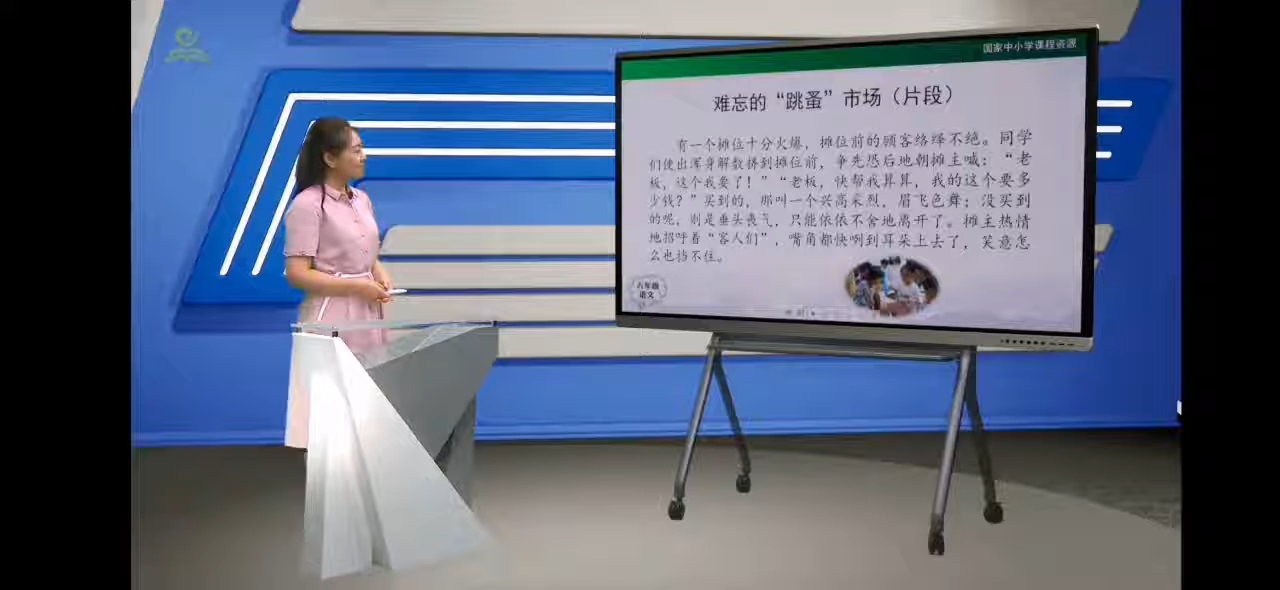 国家中小学课程资源
难忘的“跳蚤”市场（片段）
有一个摊位十分火爆，摊位前的顾客络绎不绝。同学
们使出浑身解数挤到摊位前，争先恐后地朝摊主喊：“老
板，这个我要了！”“老板，快帮我算算，我的这个要多
少钱？”买到的，那叫一个兴高采烈，眉飞色舞；没买到
的呢，则是垂头丧气，只能依依不舍地离开了。摊主热情
地招呼着“客人们”，嘴角都快咧到耳朵上去了，笑意怎
么也挡不住。
六年级
语文